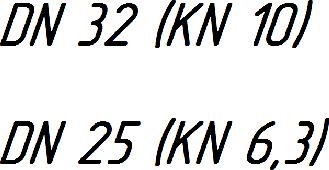 DN 32 (KN 10)
DN 25 (KN 6,3)